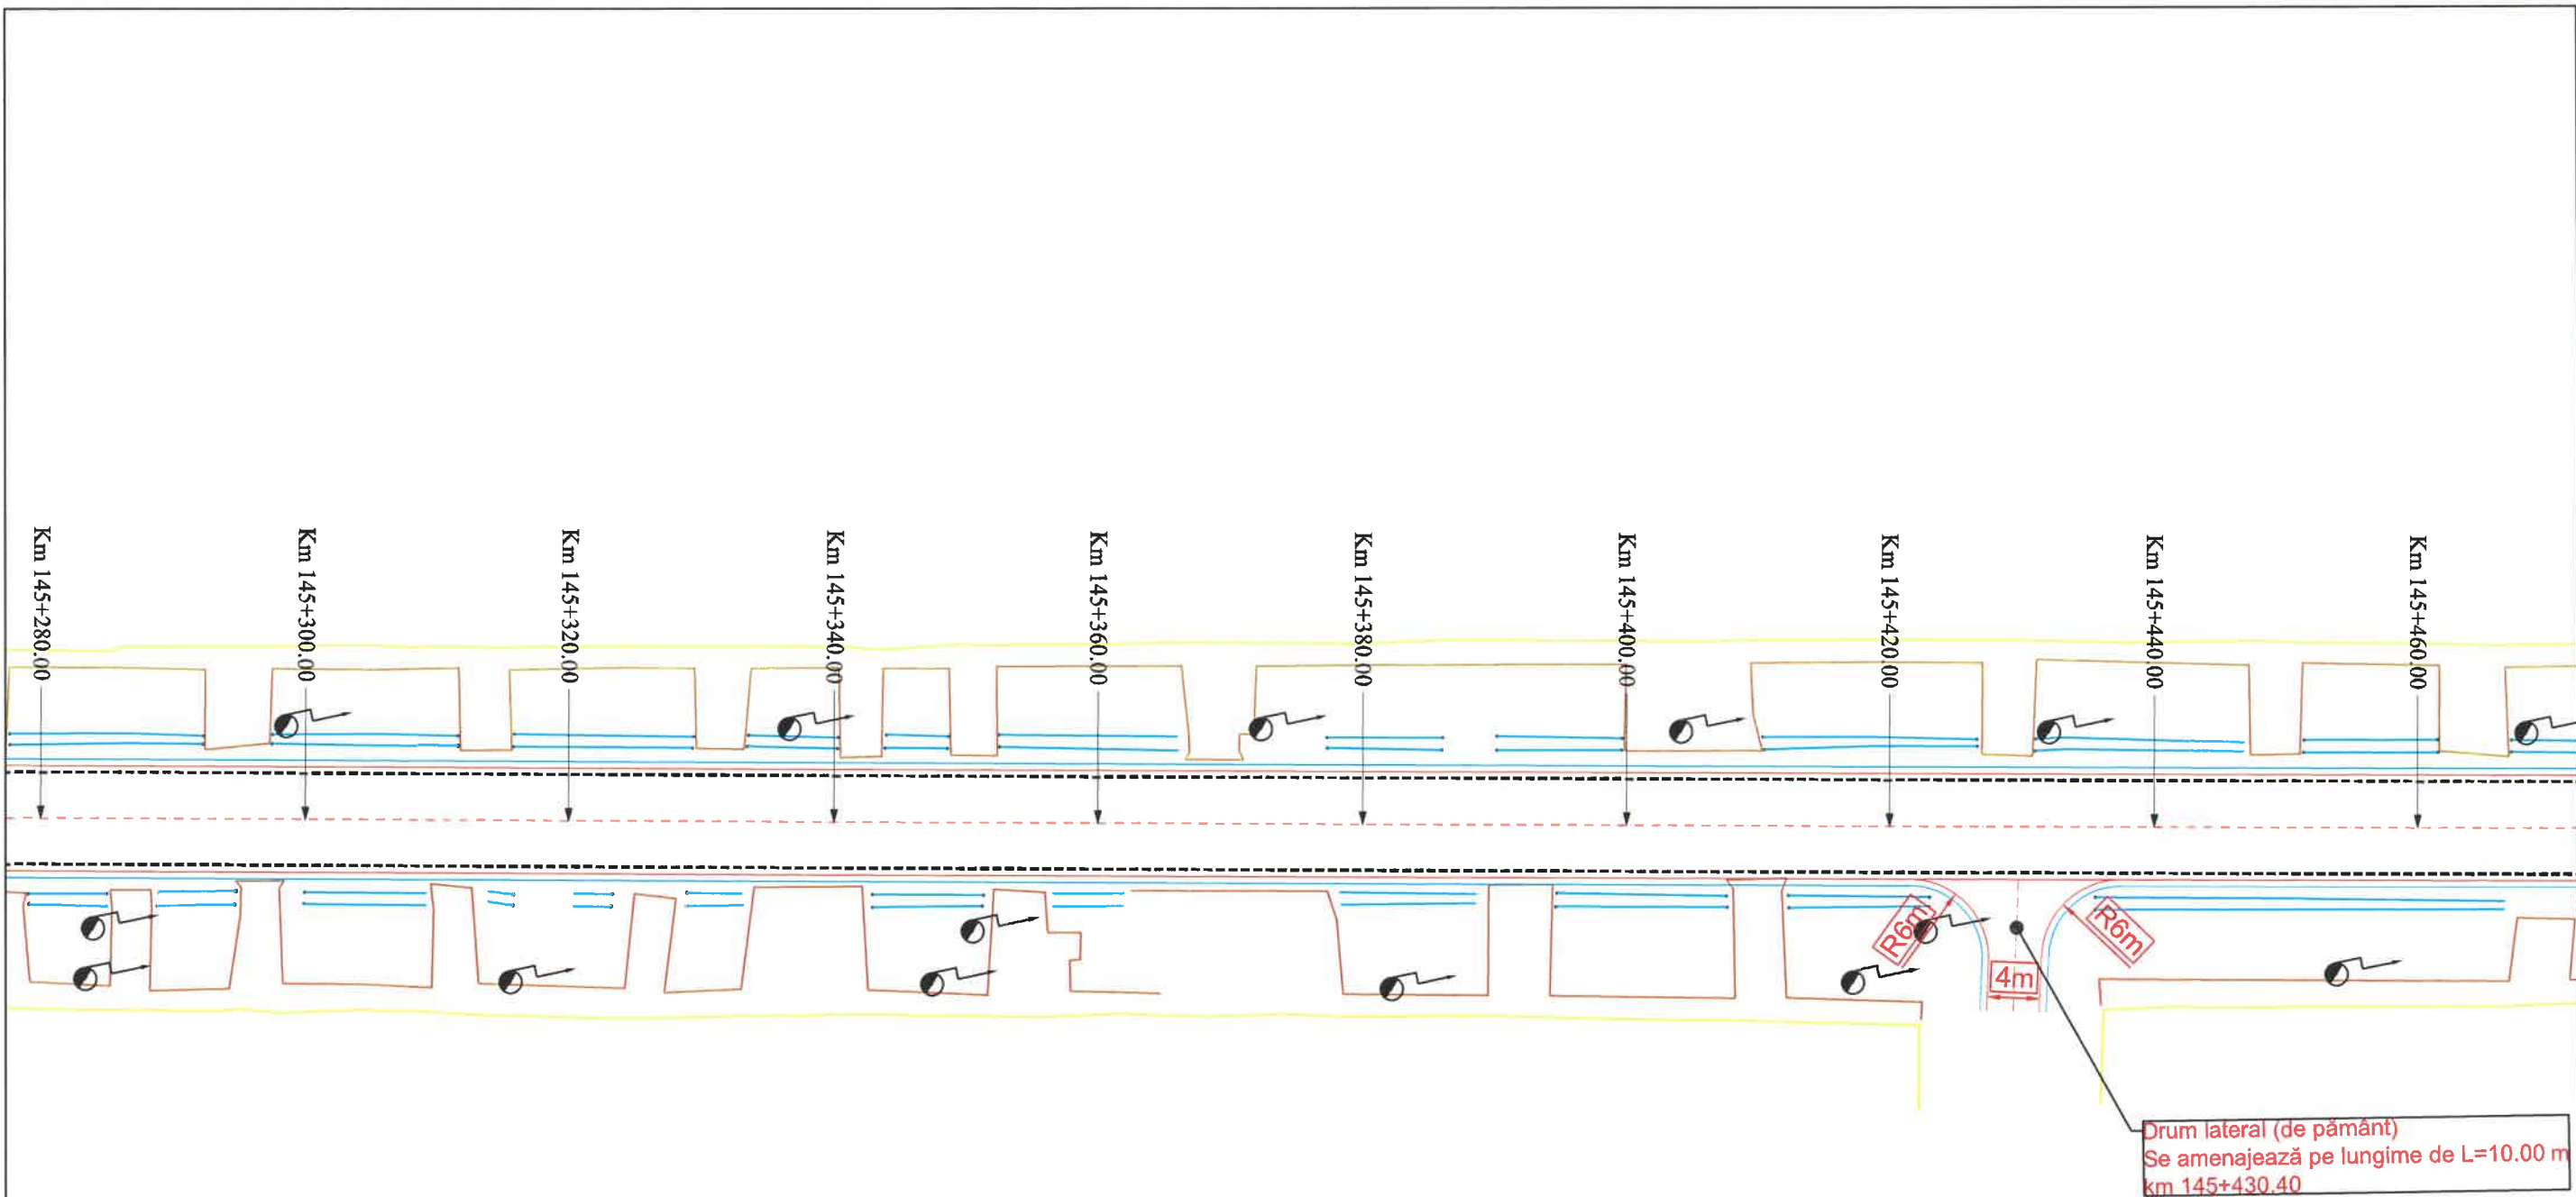 Km 145+280.00
Km 145+300.00
Km 145+320.00
Km 145+340.00
Km 145+360.00
Km 145+380.00
Km 145+400.00
Km 145+420.00
Km 145+440.00
Km 145+460.00
R6m
R6m
4m
Drum lateral (de pământ)
Se amenajează pe lungime de L=10.00 m
km 145+430.40